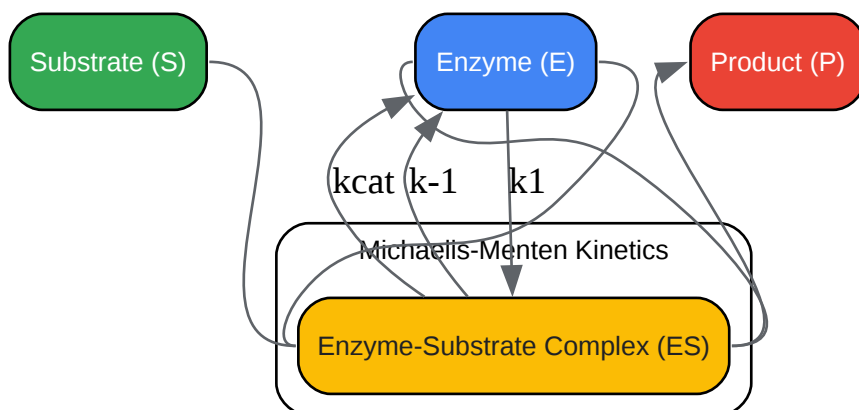 Substrate (S)
Enzyme (E)
Product (P)
kcat
k-1
k1
Michaelis-Menten Kinetics
Enzyme-Substrate Complex (ES)